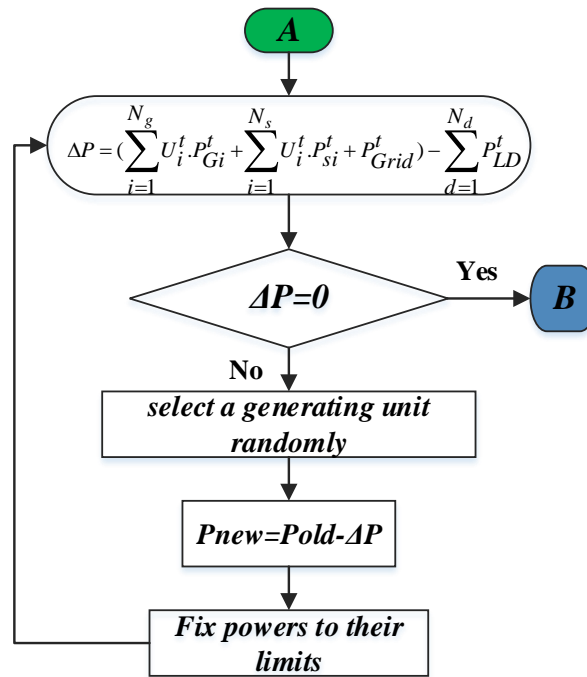 A
ΔP = (∑_{i=1}^{N_g} U_i^t.P_{Gi}^t + ∑_{i=1}^{N_s} U_i^t.P_{si}^t + P_{Grid}^t) − ∑_{d=1}^{N_d} P_{LD}^t
Yes
ΔP=0
B
No
select a generating unit
randomly
Pnew=Pold-ΔP
Fix powers to their
limits